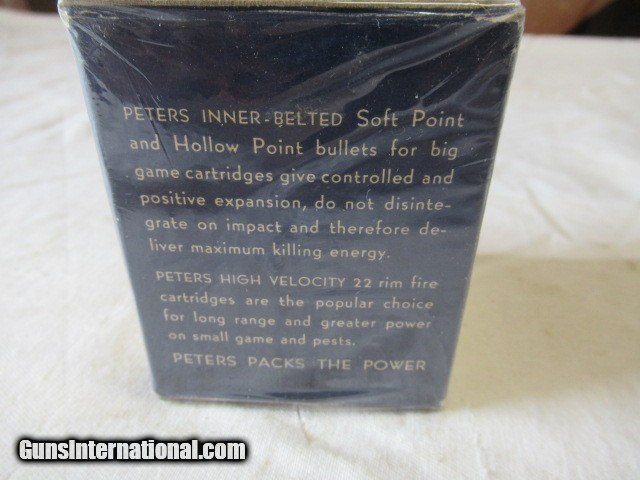 PETERS INNER-BELTED Soft Point
and Hollow Point bullets for big
game cartridges give controlled and
positive expansion, do not disinte-
grate on impact and therefore de-
liver maximum killing energy.
PETERS HIGH VELOCITY 22 rim fire
cartridges are the popular choice
for long range and greater power
on small game and pests.
PETERS PACKS THE POWER
GunsInternational.com